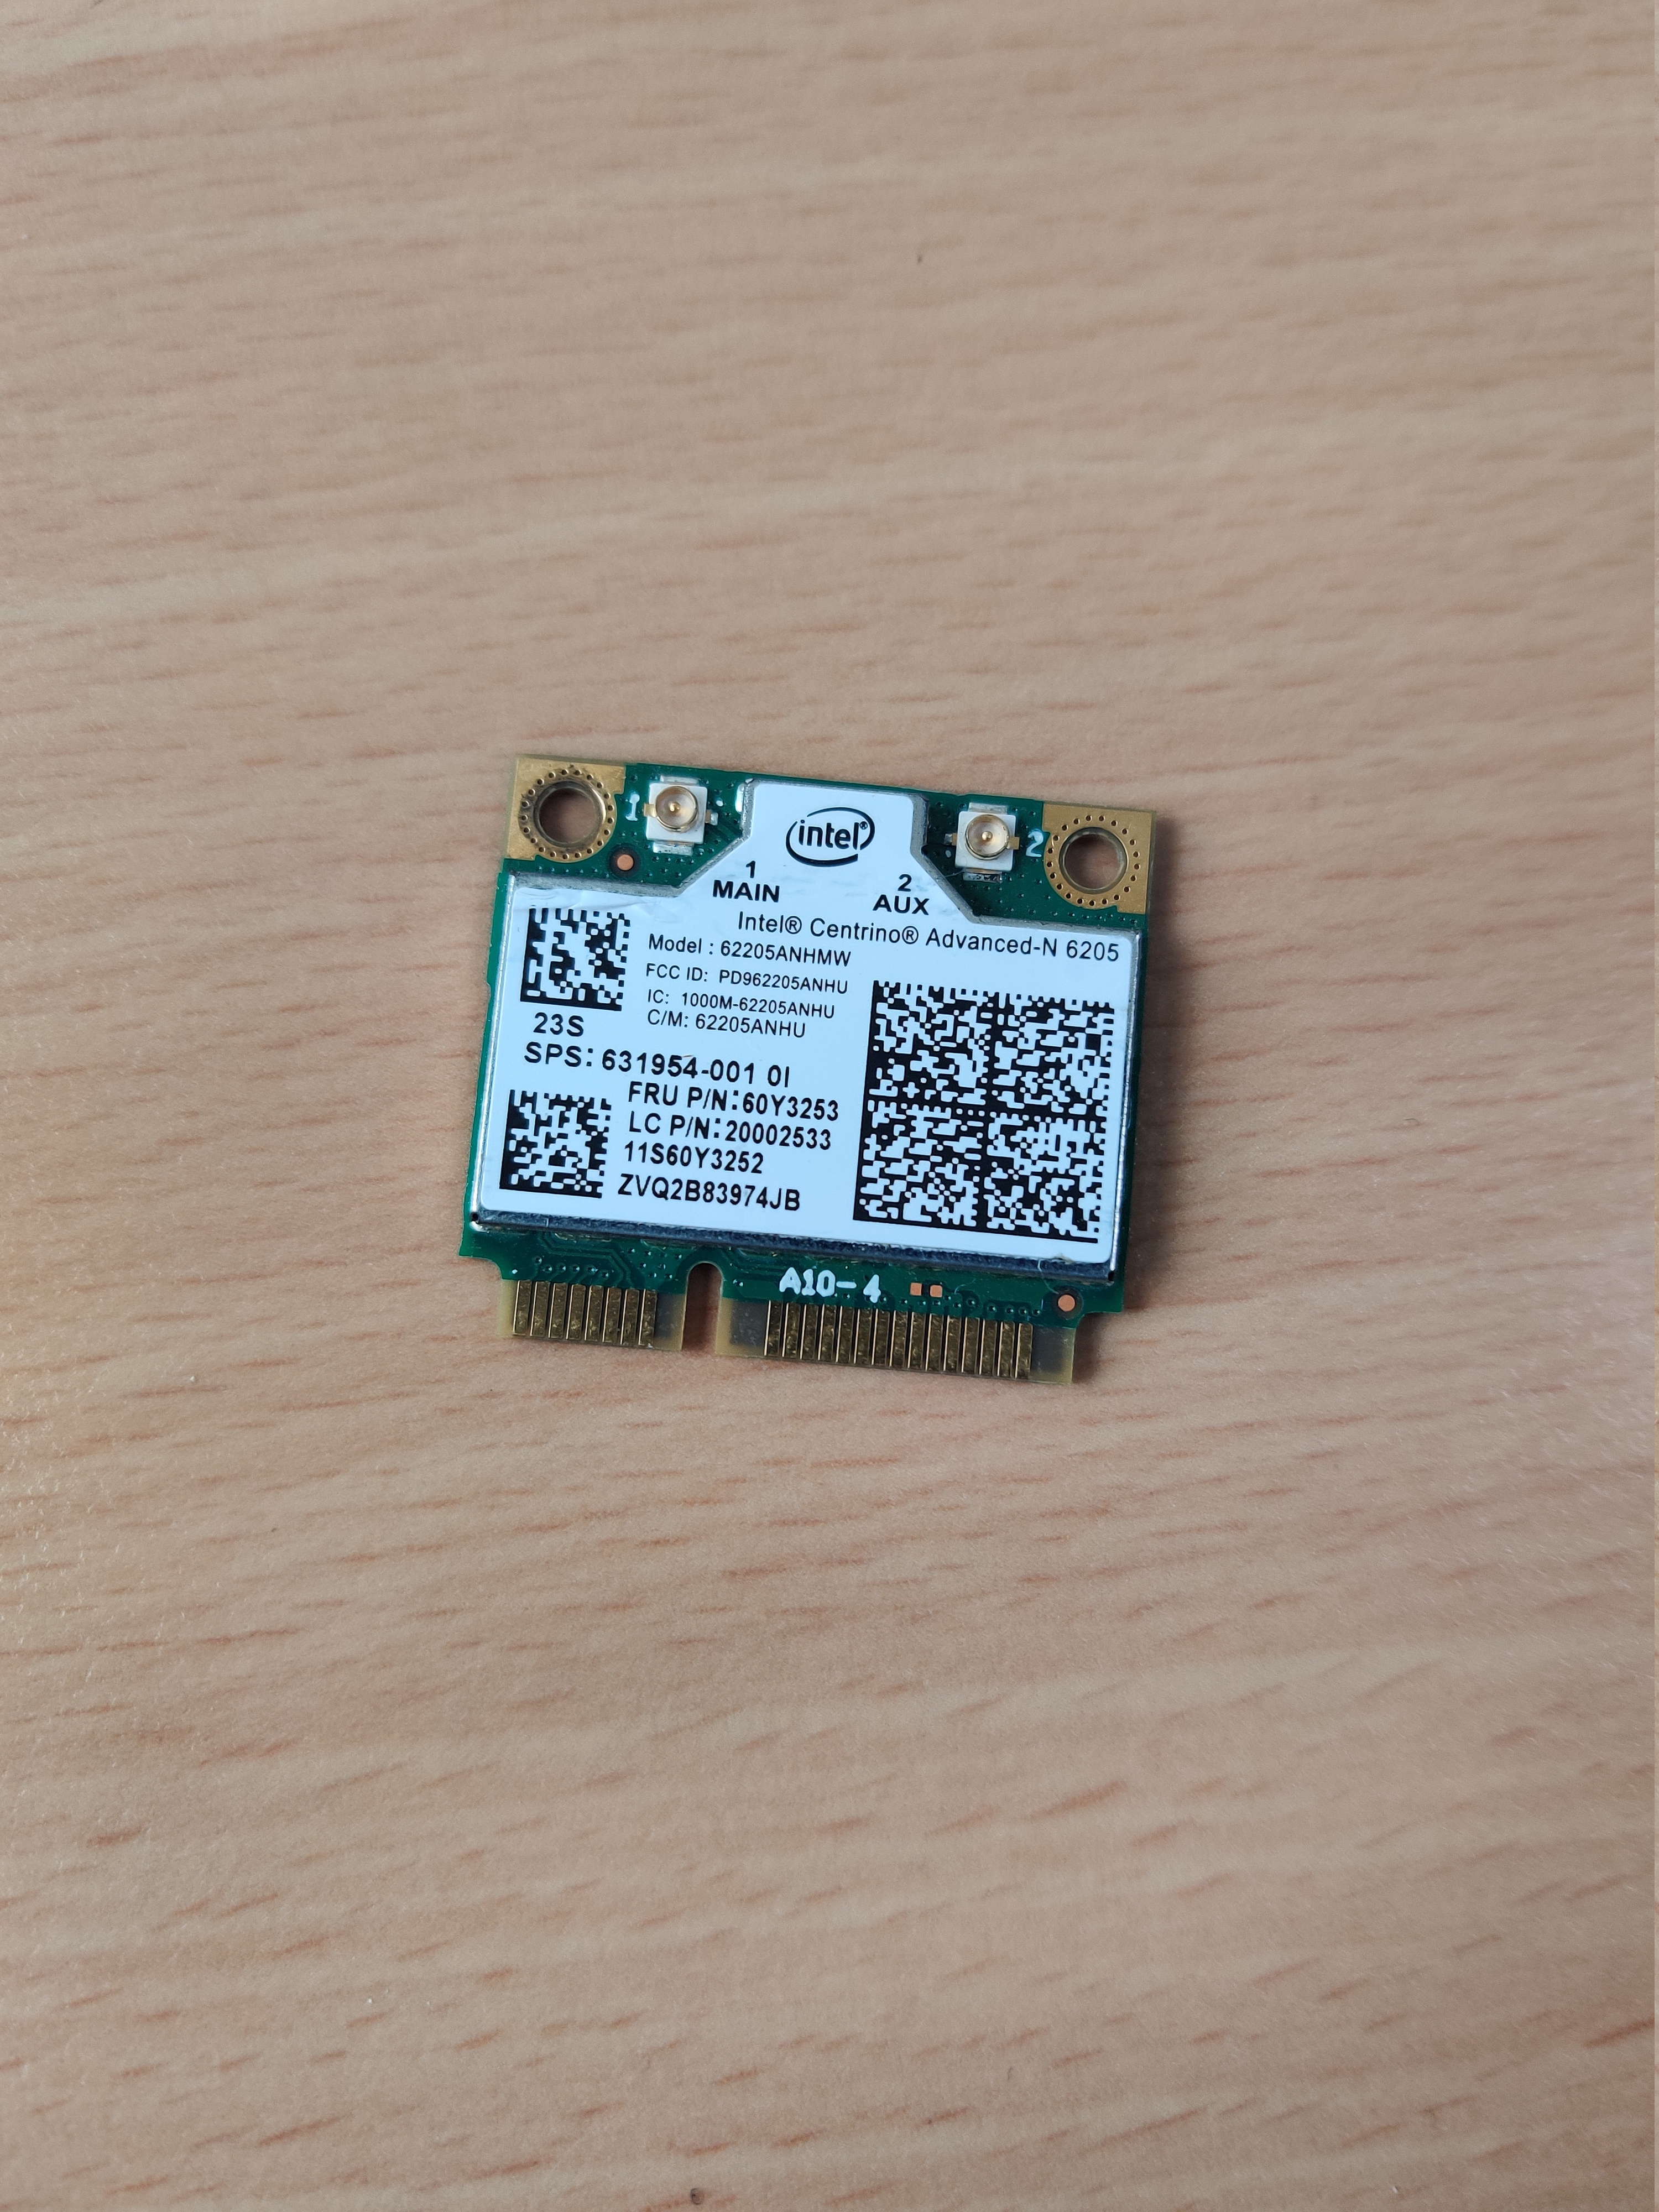 1
intel®
2
1
MAIN
2
AUX
Intel® Centrino® Advanced-N 6205
Model : 62205ANHMW
FCC ID: PD962205ANHU
IC: 1000M-62205ANHU
C/M: 62205ANHU
23S
SPS: 631954-001 0I
FRU P/N:60Y3253
LC P/N:20002533
11S60Y3252
ZVQ2B83974JB
A10-4